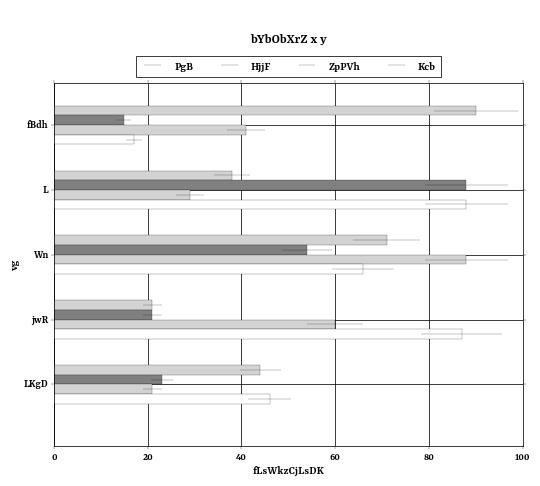 bYbObXrZ x y
PgB HjjF ZpPVh Kcb
fBdh
L
Wn
jwR
LKgD
vg
0 20 40 60 80 100
fLsWkzCjLsDK